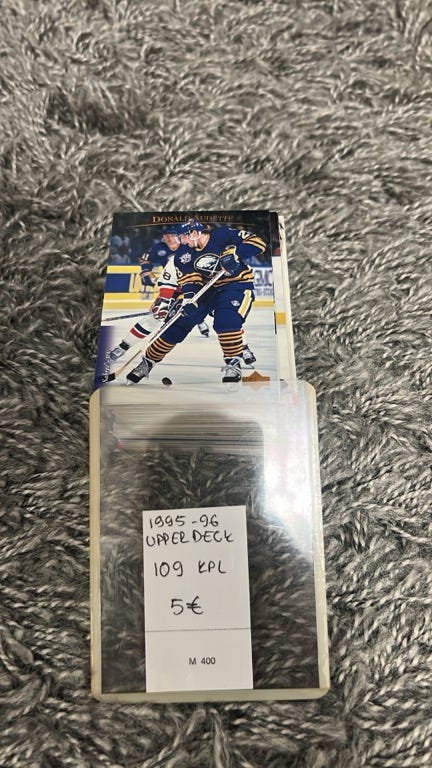 DONALD AUDETTE
1995-96
UPPER DECK
109 KPL
5€
M 400